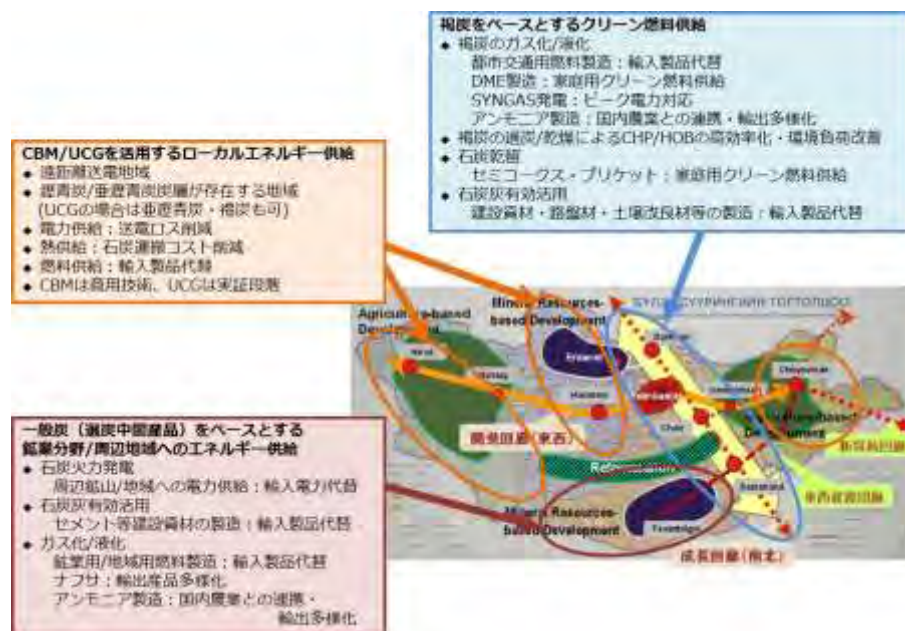 褐炭をベースとするクリーン燃料供給
◆ 褐炭のガス化/液化
都市交通用燃料製造：輸入製品代替
DME製造：家庭用クリーン燃料供給
SYNGAS発電：ピーク電力対応
アンモニア製造：国内農業との連携・輸出多様化
◆ 褐炭の選炭/乾燥によるCHP/HOBの高効率化・環境負荷改善
◆ 石炭乾留
セミコークス・ブリケット：家庭用クリーン燃料供給
◆ 石炭灰有効活用
建設資材・路盤材・土壌改良材等の製造：輸入製品代替
CBM/UCGを活用するローカルエネルギー供給
◆ 遠距離送電地域
◆ 瀝青炭/亜瀝青炭炭層が存在する地域
(UCGの場合は亜瀝青炭・褐炭も可)
◆ 電力供給：送電ロス削減
◆ 熱供給：石炭運搬コスト削減
◆ 燃料供給：輸入製品代替
◆ CBMは商用技術、UCGは実証段階
Agriculture-based
Development
Mineral Resources-
based Development
Erdenet
開発回廊(東西)
Reforestation
Choir
Choybalsan
Mineral Resources-
based Development
成長回廊(南北)
一般炭（選炭中間産品）をベースとする
鉱業分野/周辺地域へのエネルギー供給
◆ 石炭火力発電
周辺鉱山/地域への電力供給：輸入電力代替
◆ 石炭灰有効活用
セメント等建設資材の製造：輸入製品代替
◆ ガス化/液化
鉱業用/地域用燃料製造：輸入製品代替
ナフサ：輸出産品多様化
アンモニア製造：国内農業との連携・
輸出多様化